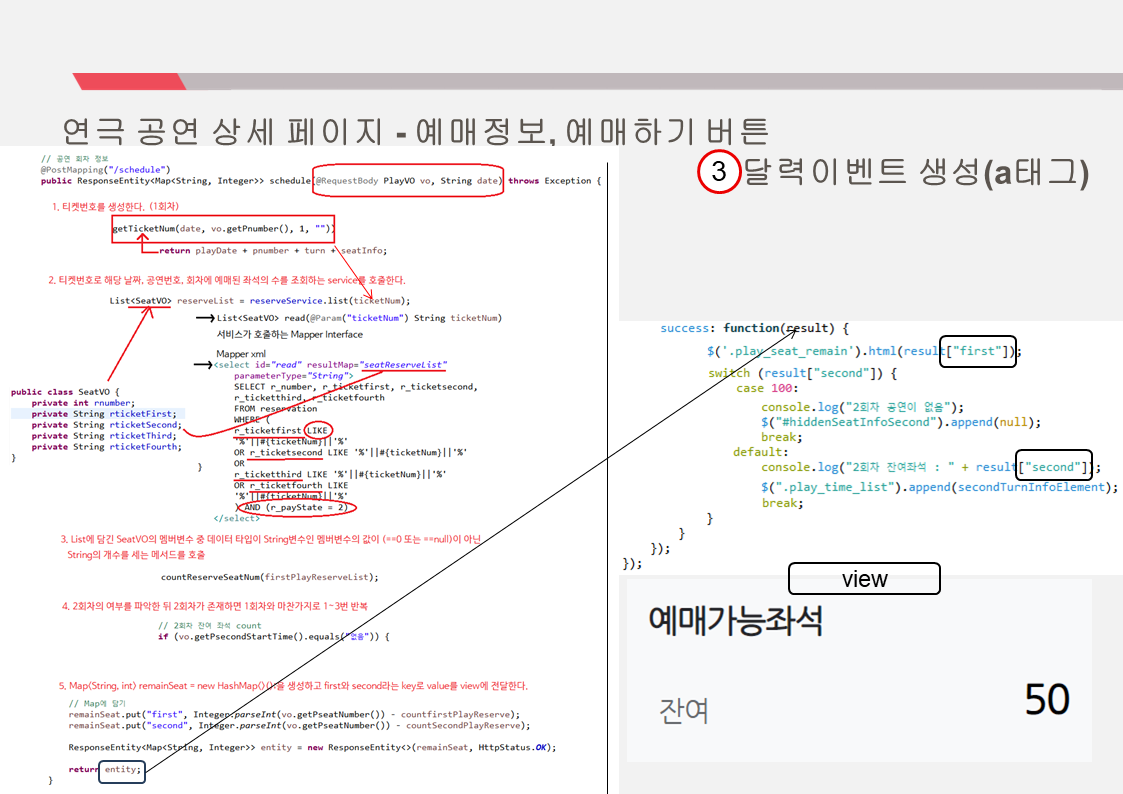 연극 공연 상세 페이지 - 예매정보, 예매하기 버튼
// 공연 회차 정보
@PostMapping("/schedule")
public ResponseEntity<Map<String, Integer>> schedule(@RequestBody PlayVO vo, String date) throws Exception {
1. 티켓번호를 생성한다. (1회차)
getTicketNum(date, vo.getPnumber(), 1, ""))
return playDate + pnumber + turn + seatInfo;
2. 티켓번호로 해당 날짜, 공연번호, 회차에 예매된 좌석의 수를 조회하는 service를 호출한다.
List<SeatVO> reserveList = reserveService.list(ticketNum);
List<SeatVO> read(@Param("ticketNum") String ticketNum)
서비스가 호출하는 Mapper Interface
Mapper xml
<select id="read" resultMap="seatReserveList"
parameterType="String">
SELECT r_number, r_ticketfirst, r_ticketsecond,
r_ticketthird, r_ticketfourth
FROM reservation
WHERE (
r_ticketfirst LIKE
'%'||#{ticketNum}||'%'
OR r_ticketsecond LIKE '%'||#{ticketNum}||'%'
OR
r_ticketthird LIKE '%'||#{ticketNum}||'%'
OR r_ticketfourth LIKE
'%'||#{ticketNum}||'%'
) AND (r_payState = 2)
</select>
}
public class SeatVO {
private int rnumber;
private String rticketFirst;
private String rticketSecond;
private String rticketThird;
private String rticketFourth;
}
3. List에 담긴 SeatVO의 멤버변수 중 데이터 타입이 String변수인 멤버변수의 값이 (==0 또는 ==null)이 아닌
String의 개수를 세는 메서드를 호출
countReserveSeatNum(firstPlayReserveList);
4. 2회차의 여부를 파악한 뒤 2회차가 존재하면 1회차와 마찬가지로 1~3번 반복
// 2회차 잔여 좌석 count
if (vo.getPsecondStartTime().equals("없음")) {
5. Map<String, int> remainSeat = new HashMap<>();을 생성하고 first와 second라는 key로 value를 view에 전달한다.
// Map에 담기
remainSeat.put("first", Integer.parseInt(vo.getPseatNumber()) - countfirstPlayReserve);
remainSeat.put("second", Integer.parseInt(vo.getPseatNumber()) - countSecondPlayReserve);
ResponseEntity<Map<String, Integer>> entity = new ResponseEntity<>(remainSeat, HttpStatus.OK);
return entity;
}
3 달력이벤트 생성(a태그)
success: function(result) {
$('.play_seat_remain').html(result["first"]);
switch (result["second"]) {
case 100:
console.log("2회차 공연이 없음");
$("#hiddenSeatInfoSecond").append(null);
break;
default:
console.log("2회차 잔여좌석 : " + result["second"]);
$(".play_time_list").append(secondTurnInfoElement);
break;
}
}
});
});
view
예매가능좌석
잔여 50